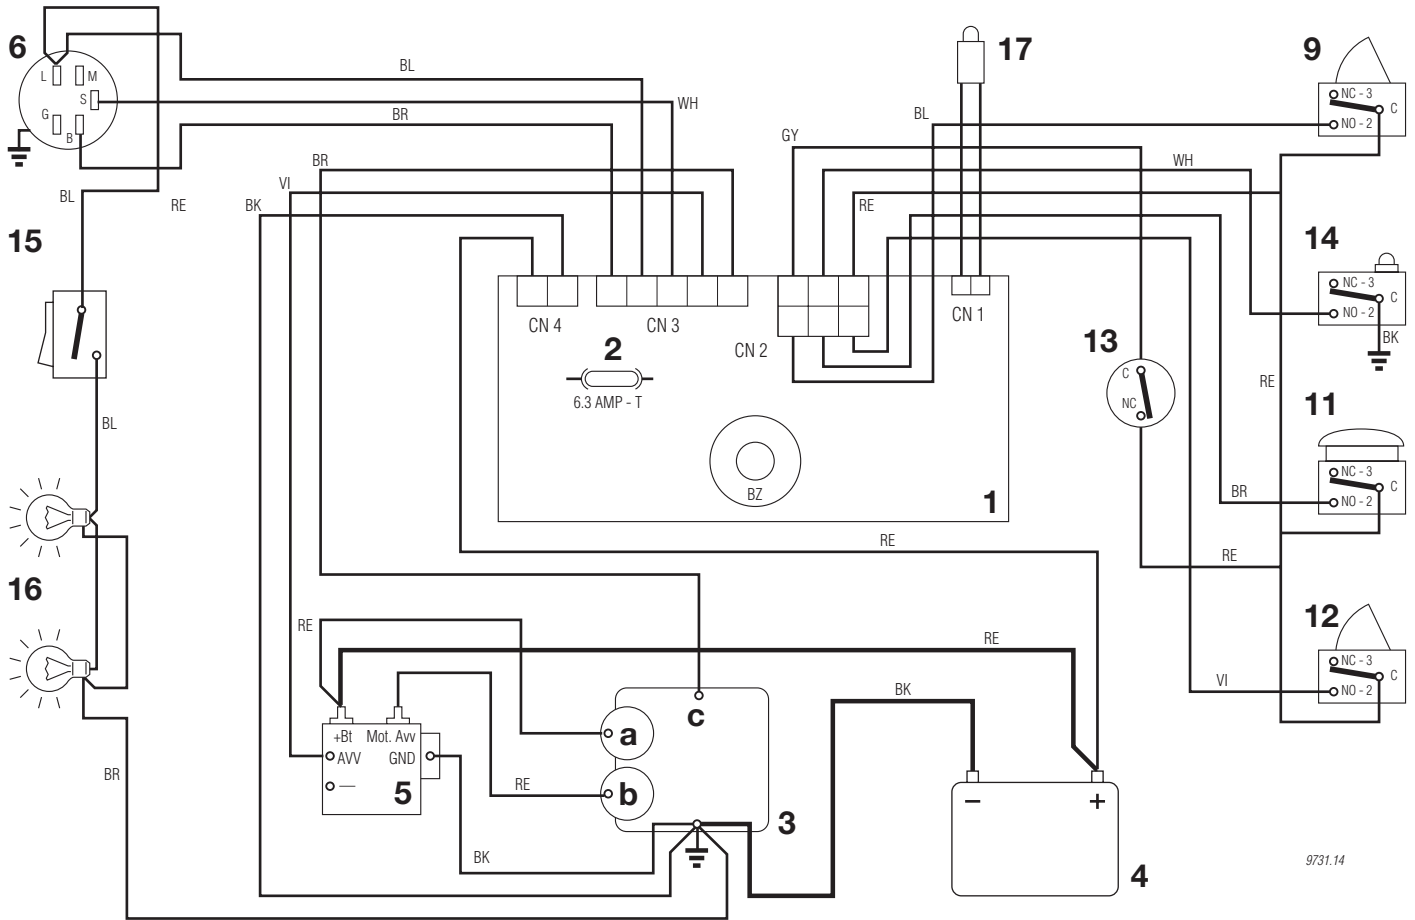 6
17
9
L
M
S
G
B
BL
WH
BR
BL
GY
NC - 3
C
NO - 2
BR
WH
VI
BL
RE
BK
RE
15
14
NC - 3
C
NO - 2
BK
CN 4
CN 3
CN 2
CN 1
2
6.3 AMP - T
13
C
NC
RE
11
NC - 3
C
NO - 2
BL
BZ
1
BR
RE
RE
16
12
NC - 3
C
NO - 2
RE
RE
VI
BK
c
a
b
+Bt
Mot. Avv
AVV
GND
—
5
RE
3
BR
BK
− +
4
9731.14